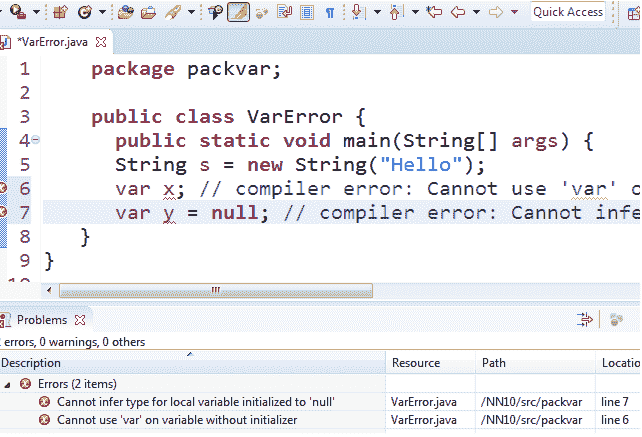 Quick Access
*VarError.java
1 package packvar;
2
3 public class VarError {
4 public static void main(String[] args) {
5 String s = new String("Hello");
6 var x; // compiler error: Cannot use 'var' o
7 var y = null; // compiler error: Cannot infe
8 }
9 }
Problems
errors, 0 warnings, 0 others
Description Resource Path Locatio
Errors (2 items)
Cannot infer type for local variable initialized to 'null' VarError.java /NN10/src/packvar line 7
Cannot use 'var' on variable without initializer VarError.java /NN10/src/packvar line 6